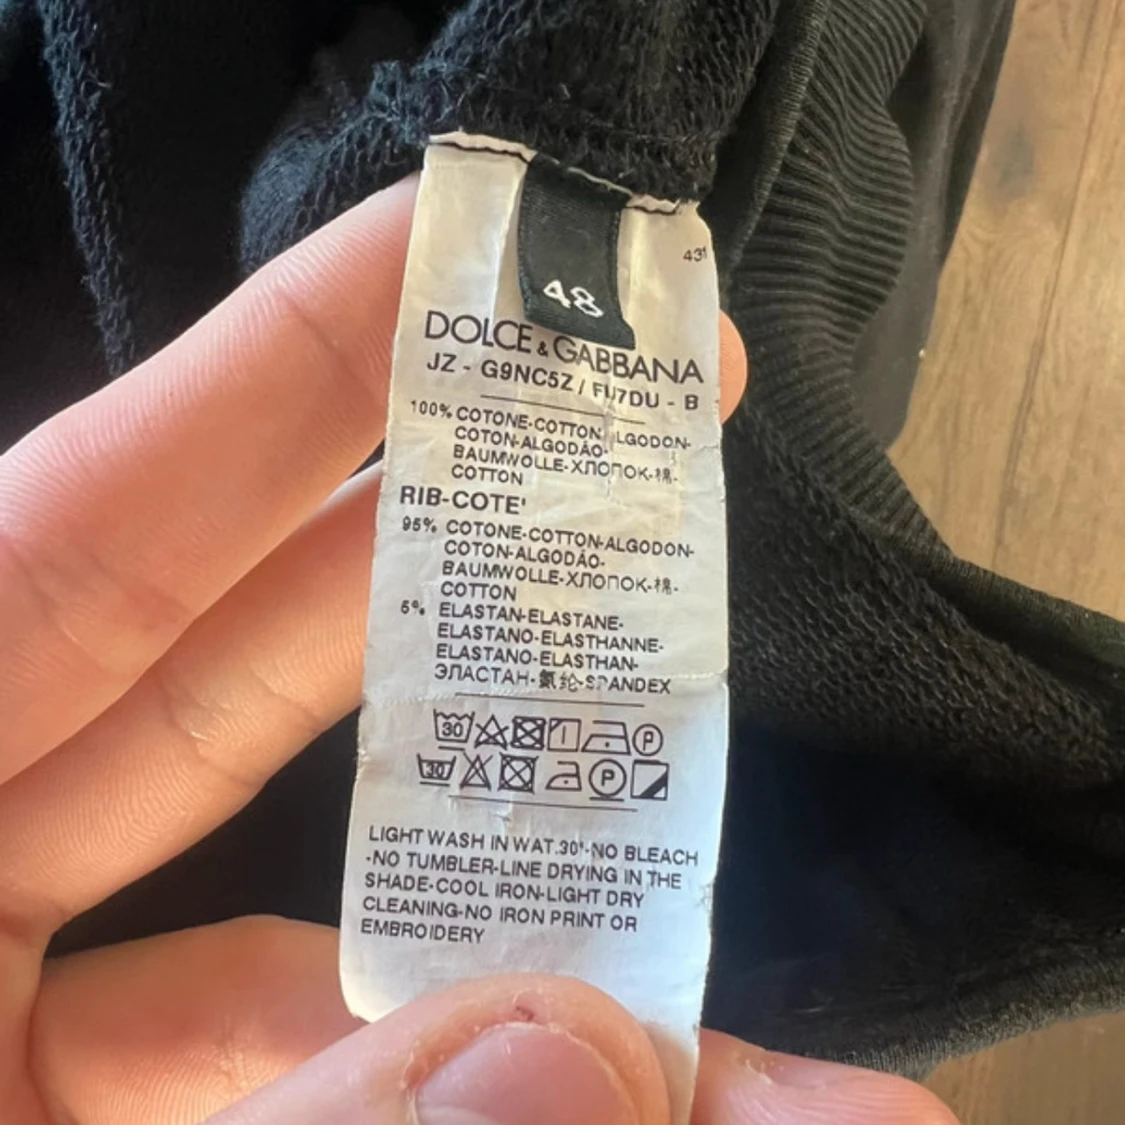 431
48
DOLCE & GABBANA
JZ - G9NC5Z / FU7DU - B
100% COTONE-COTTON- LGODON-
COTON-ALGODÃO-
BAUMWOLLE-ХЛОПОК-棉-
COTTON
RIB-COTE'
95% COTONE-COTTON-ALGODON-
COTON-ALGODÃO-
BAUMWOLLE-ХЛОПОК-棉-
COTTON
5% ELASTAN-ELASTANE-
ELASTANO-ELASTHANNE-
ELASTANO-ELASTHAN-
ЭЛАСТАН-氨纶-SPANDEX
30 P
30 P
LIGHT WASH IN WAT.30°-NO BLEACH
-NO TUMBLER-LINE DRYING IN THE
SHADE-COOL IRON-LIGHT DRY
CLEANING-NO IRON PRINT OR
EMBROIDERY